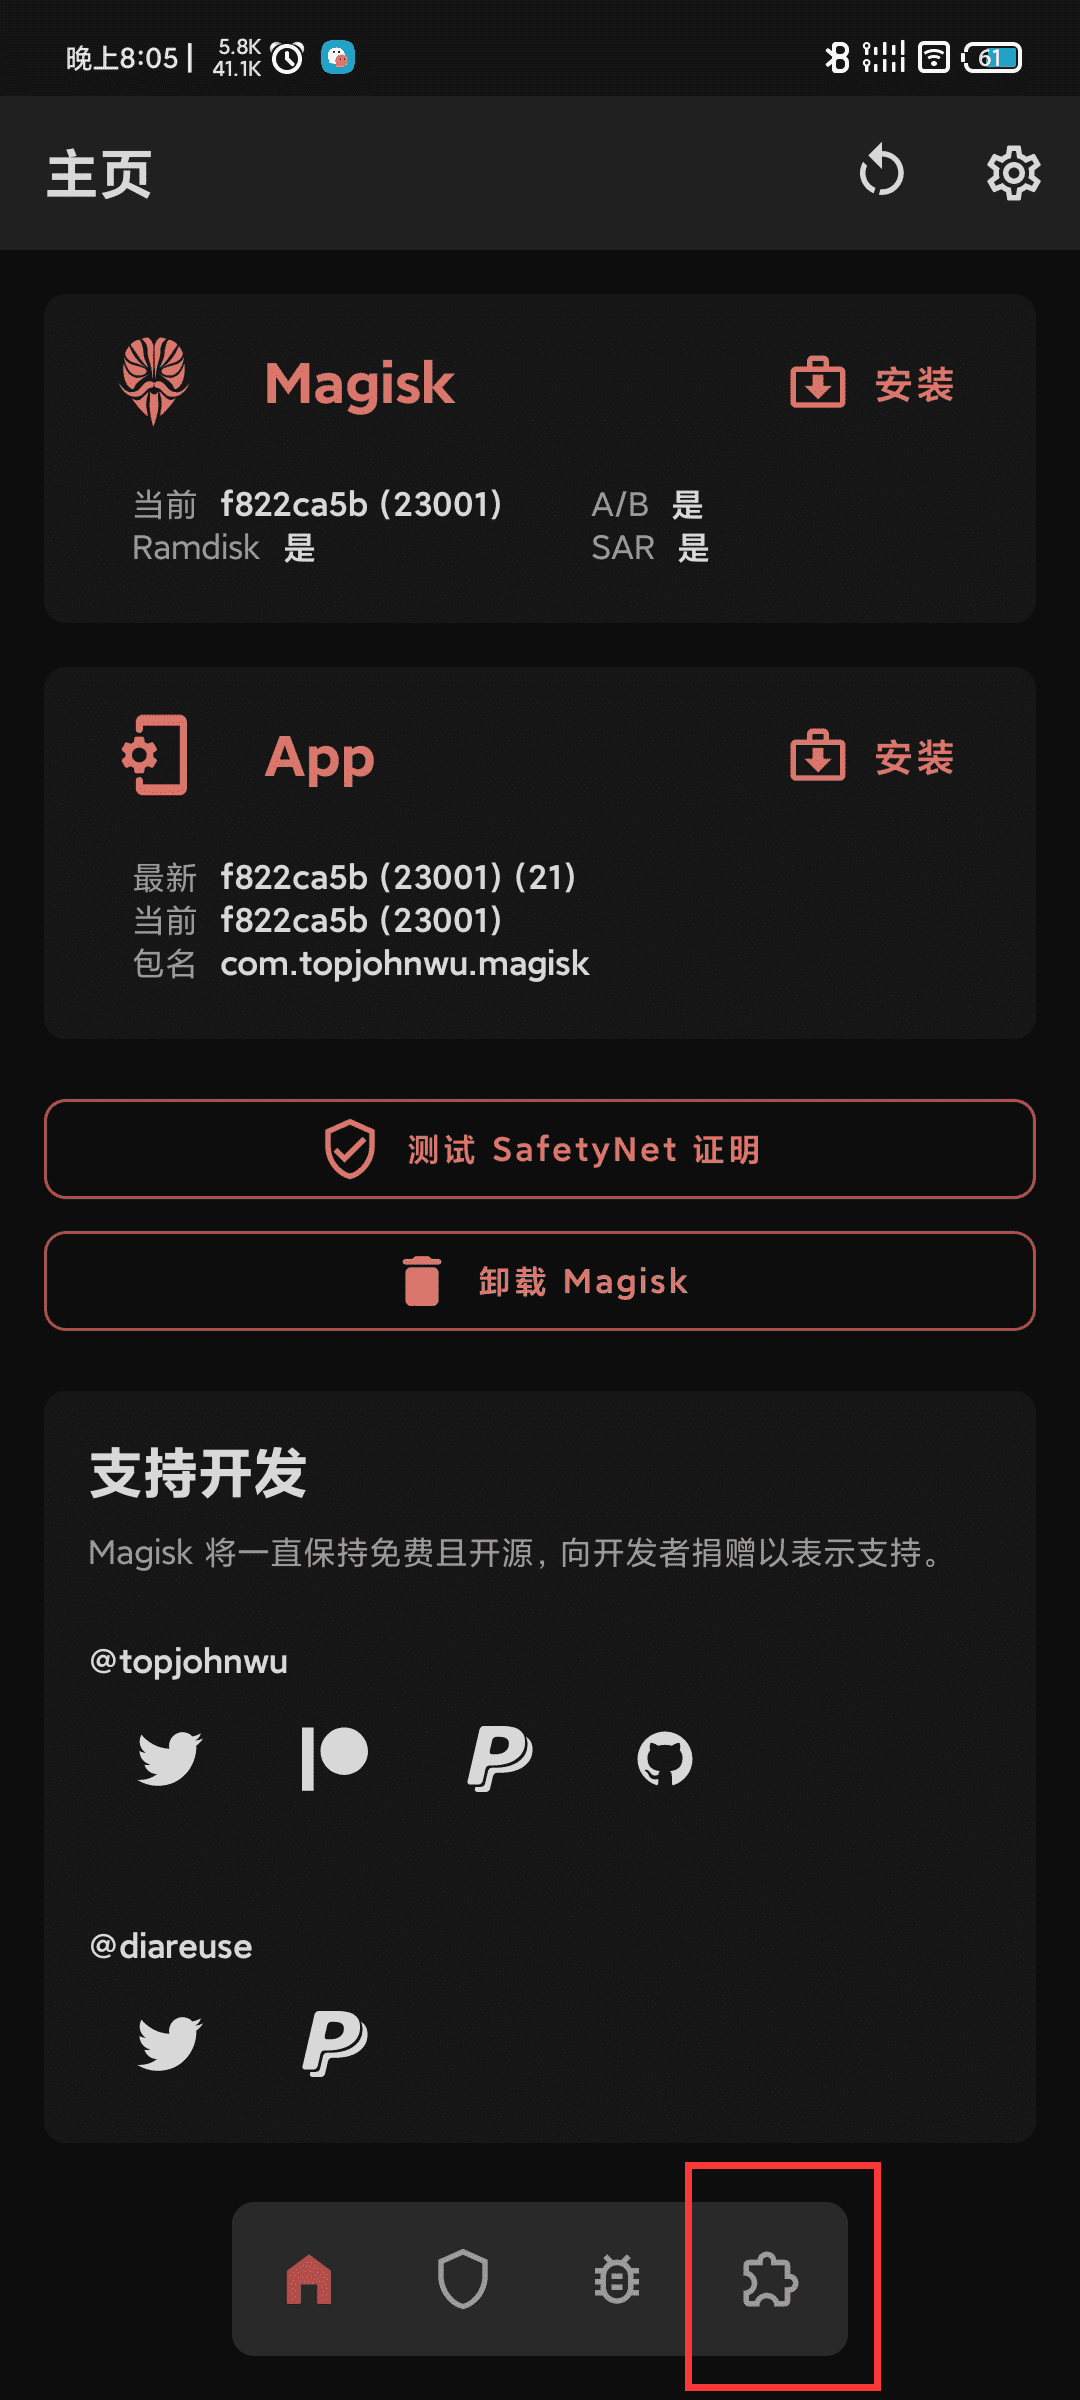 晚上8:05 | 5.8K
41.1K
61
主页
Magisk 安装
当前 f822ca5b (23001) A/B 是
Ramdisk 是 SAR 是
App 安装
最新 f822ca5b (23001) (21)
当前 f822ca5b (23001)
包名 com.topjohnwu.magisk
测试 SafetyNet 证明
卸载 Magisk
支持开发
Magisk 将一直保持免费且开源,向开发者捐赠以表示支持。
@topjohnwu
@diareuse